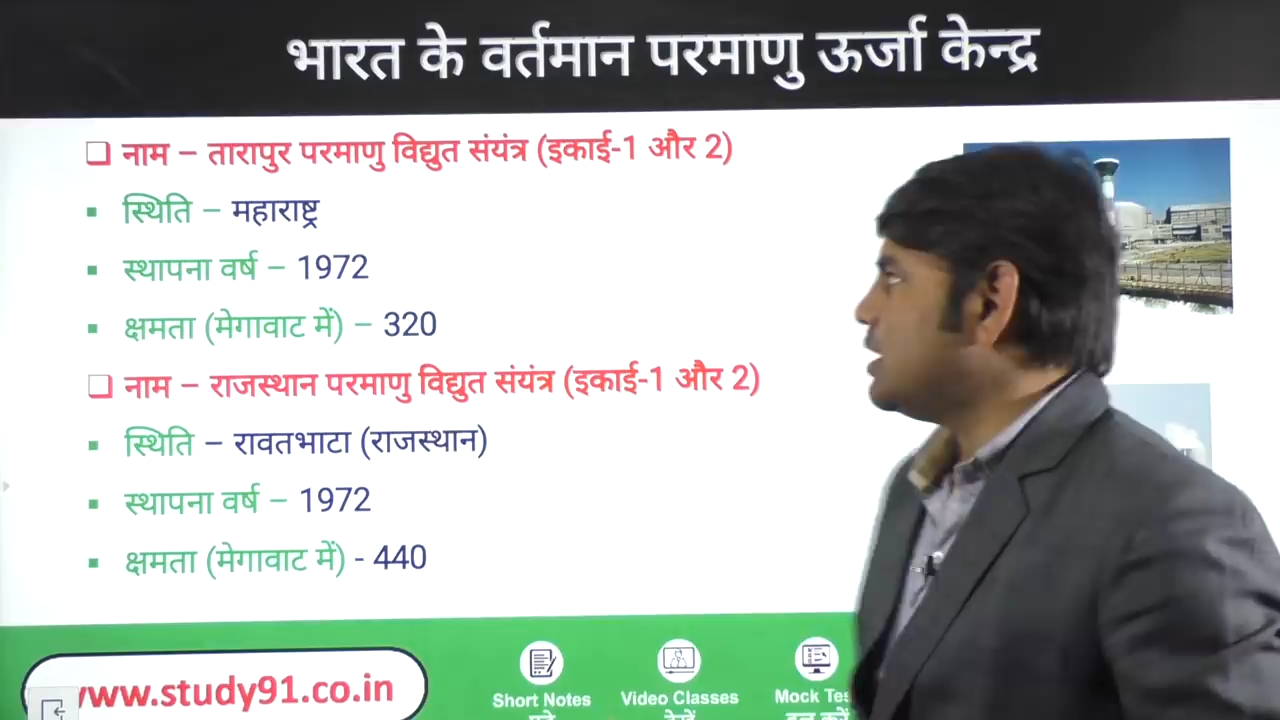 भारत के वर्तमान परमाणु ऊर्जा केन्द्र
❑ नाम – तारापुर परमाणु विद्युत संयंत्र (इकाई-1 और 2)
▪ स्थिति – महाराष्ट्र
▪ स्थापना वर्ष – 1972
▪ क्षमता (मेगावाट में) – 320
❑ नाम – राजस्थान परमाणु विद्युत संयंत्र (इकाई-1 और 2)
▪ स्थिति – रावतभाटा (राजस्थान)
▪ स्थापना वर्ष – 1972
▪ क्षमता (मेगावाट में) - 440
www.study91.co.in
Short Notes
Video Classes
Mock